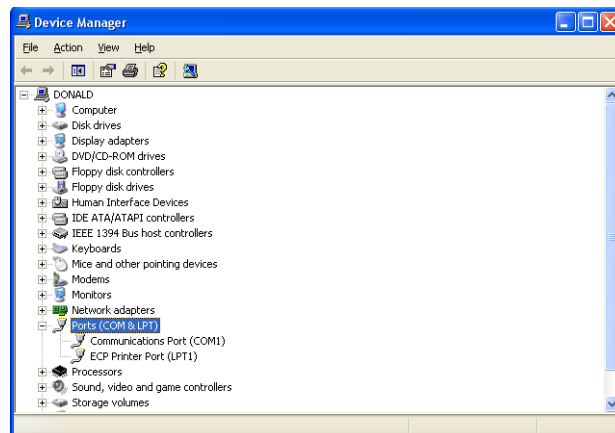 Device Manager
File Action View Help
DONALD
Computer
Disk drives
Display adapters
DVD/CD-ROM drives
Floppy disk controllers
Floppy disk drives
Human Interface Devices
IDE ATA/ATAPI controllers
IEEE 1394 Bus host controllers
Keyboards
Mice and other pointing devices
Modems
Monitors
Network adapters
Ports (COM & LPT)
Communications Port (COM1)
ECP Printer Port (LPT1)
Processors
Sound, video and game controllers
Storage volumes